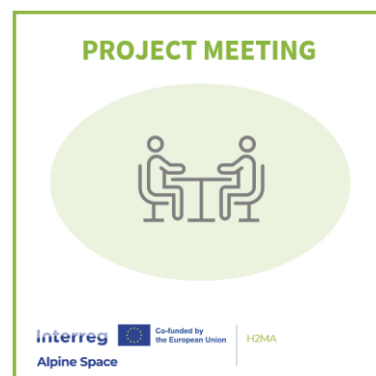 PROJECT MEETING
Interreg
Co-funded by
the European Union
H2MA
Alpine Space